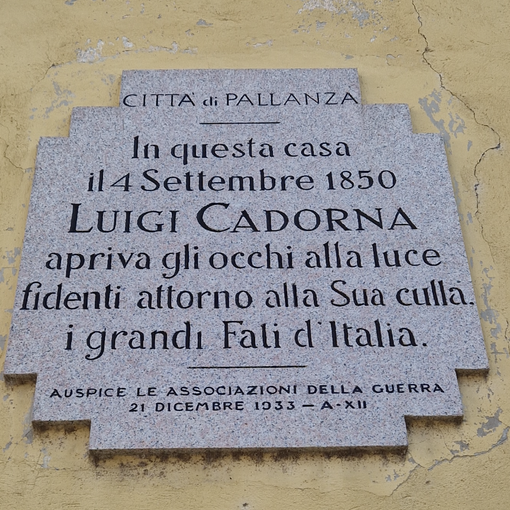 CITTÀ di PALLANZA
In questa casa
il 4 Settembre 1850
LUIGI CADORNA
apriva gli occhi alla luce
fidenti attorno alla Sua culla.
i grandi Fati d'Italia.
AUSPICE LE ASSOCIAZIONI DELLA GUERRA
21 DICEMBRE 1933 - A-XII